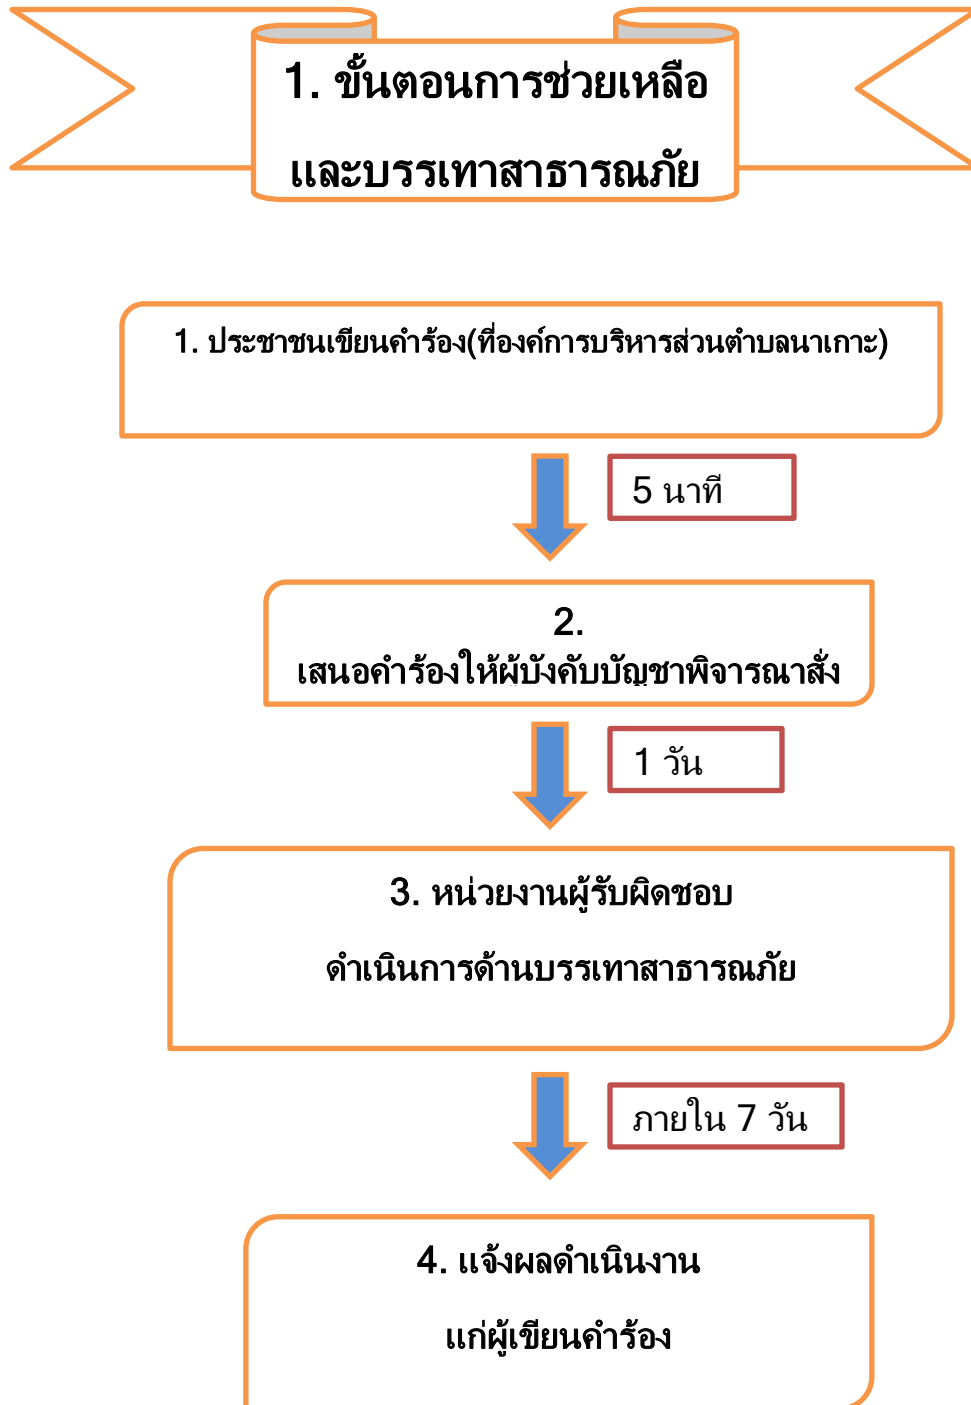 1. ขั้นตอนการช่วยเหลือ
และบรรเทาสาธารณภัย
1. ประชาชนเขียนคำร้อง(ที่องค์การบริหารส่วนตำบลนาเกาะ)
5 นาที
2.
เสนอคำร้องให้ผู้บังคับบัญชาพิจารณาสั่ง
1 วัน
3. หน่วยงานผู้รับผิดชอบ
ดำเนินการด้านบรรเทาสาธารณภัย
ภายใน 7 วัน
4. แจ้งผลดำเนินงาน
แก่ผู้เขียนคำร้อง